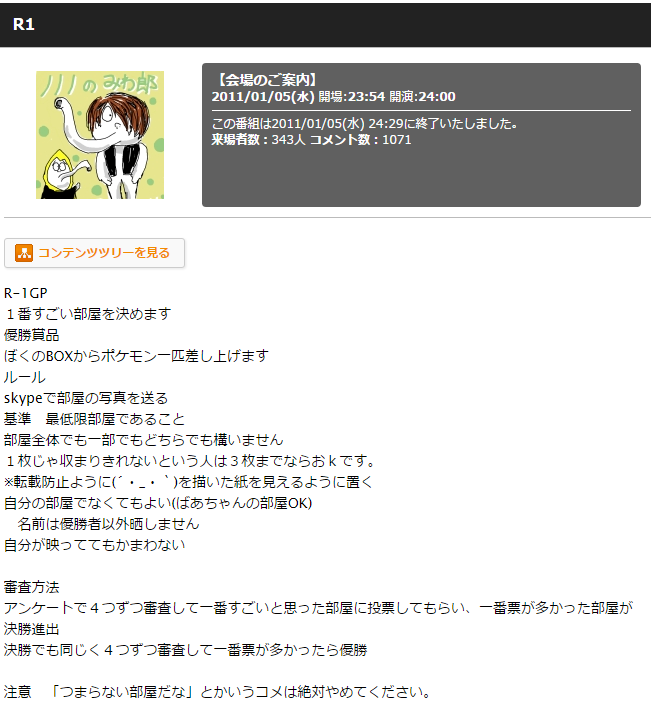 R1
ノノノの みわ郎
【会場のご案内】
2011/01/05(水) 開場:23:54 開演:24:00
この番組は2011/01/05(水) 24:29に終了いたしました。
来場者数：343人 コメント数：1071
コンテンツツリーを見る
R-1GP
１番すごい部屋を決めます
優勝賞品
ぼくのBOXからポケモン一匹差し上げます
ルール
skypeで部屋の写真を送る
基準　最低限部屋であること
部屋全体でも一部でもどちらでも構いません
１枚じゃ収まりきれないという人は３枚までならおｋです。
※転載防止ように(´・_・｀)を描いた紙を見えるように置く
自分の部屋でなくてもよい(ばあちゃんの部屋OK)
　名前は優勝者以外晒しません
自分が映っててもかまわない
審査方法
アンケートで４つずつ審査して一番すごいと思った部屋に投票してもらい、一番票が多かった部屋が
決勝進出
決勝でも同じく４つずつ審査して一番票が多かったら優勝
注意　「つまらない部屋だな」とかいうコメは絶対やめてください。